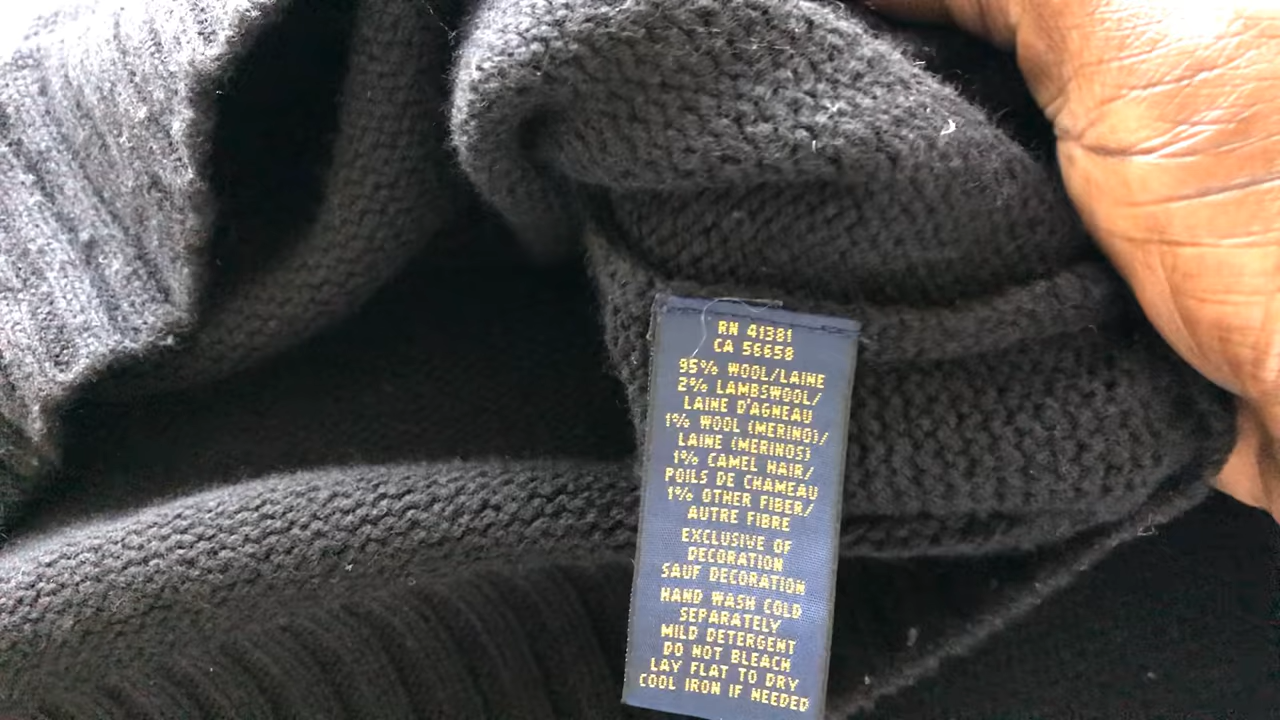 RN 41381
CA 56658
95% WOOL/LAINE
2% LAMBSWOOL/
LAINE D'AGNEAU
1% WOOL (MERINO)/
LAINE (MERINOS)
1% CAMEL HAIR/
POILS DE CHAMEAU
1% OTHER FIBER/
AUTRE FIBRE
EXCLUSIVE OF
DECORATION
SAUF DECORATION
HAND WASH COLD
SEPARATELY
MILD DETERGENT
DO NOT BLEACH
LAY FLAT TO DRY
COOL IRON IF NEEDED